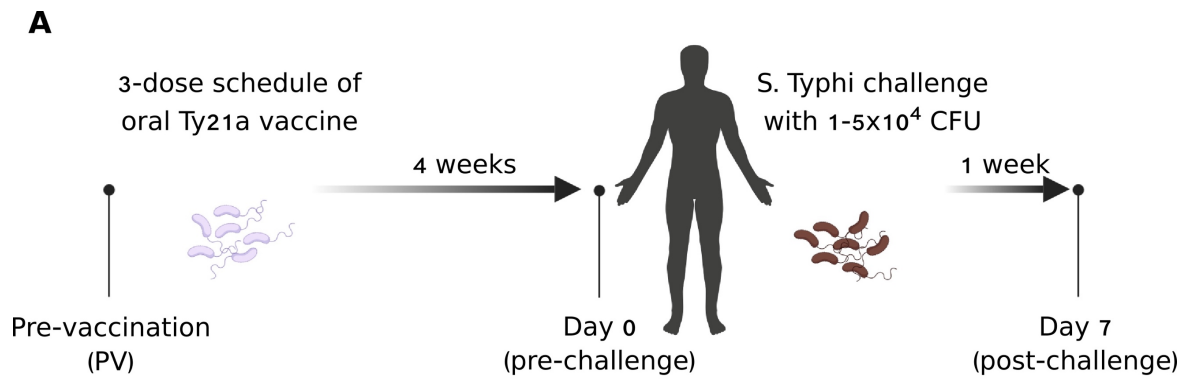 A
3-dose schedule of
oral Ty21a vaccine
S. Typhi challenge
with 1-5x10⁴ CFU
4 weeks
1 week
Pre-vaccination
(PV)
Day 0
(pre-challenge)
Day 7
(post-challenge)